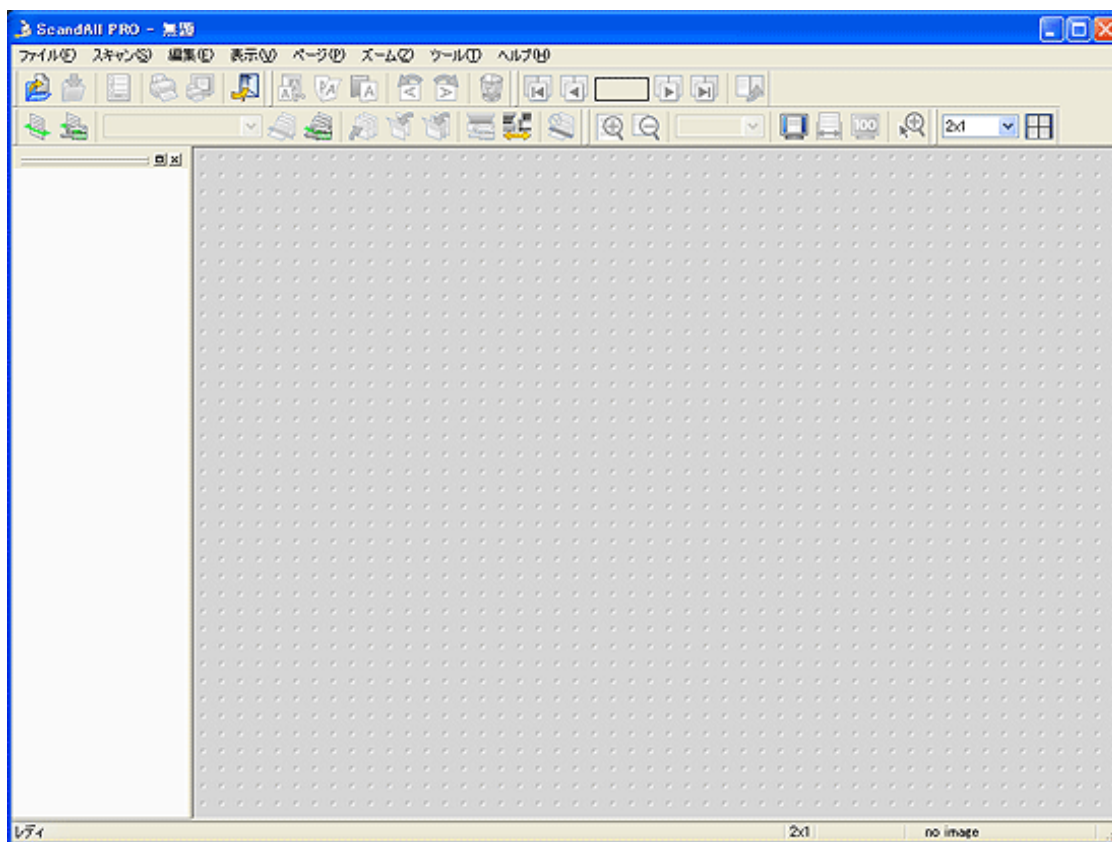 ScandAll PRO - 無題
ファイル(F) スキャン(S) 編集(E) 表示(V) ページ(P) ズーム(Z) ツール(T) ヘルプ(H)
100 2x1
レディ 2x1 no image